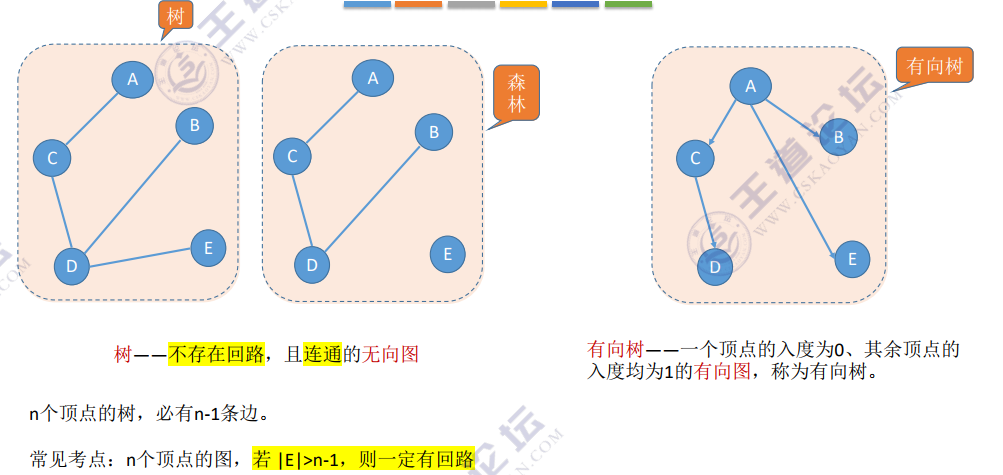 树
A
B
C
D
E
A
B
C
D
E
森
林
有向树
A
B
C
D
E
树——不存在回路，且连通的无向图
n个顶点的树，必有n-1条边。
常见考点：n个顶点的图，若 |E|>n-1，则一定有回路
有向树——一个顶点的入度为0、其余顶点的
入度均为1的有向图，称为有向树。
王道论坛
WWW.CSKAOYAN.COM